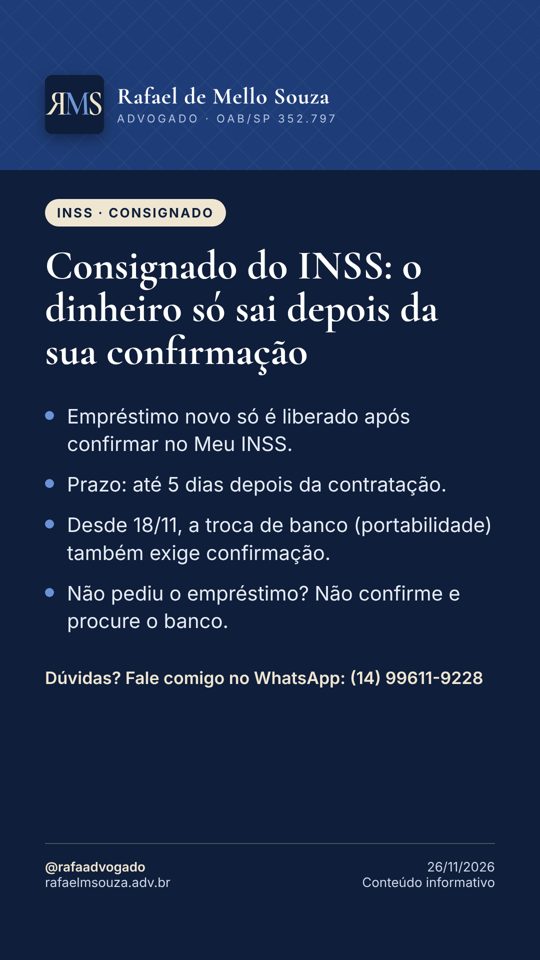 RMS
Rafael de Mello Souza
ADVOGADO · OAB/SP 352.797
INSS · CONSIGNADO
Consignado do INSS: o
dinheiro só sai depois da
sua confirmação
Empréstimo novo só é liberado após
confirmar no Meu INSS.
Prazo: até 5 dias depois da contratação.
Desde 18/11, a troca de banco (portabilidade)
também exige confirmação.
Não pediu o empréstimo? Não confirme e
procure o banco.
Dúvidas? Fale comigo no WhatsApp: (14) 99611-9228
@rafaadvogado
26/11/2026
rafaelmsouza.adv.br
Conteúdo informativo